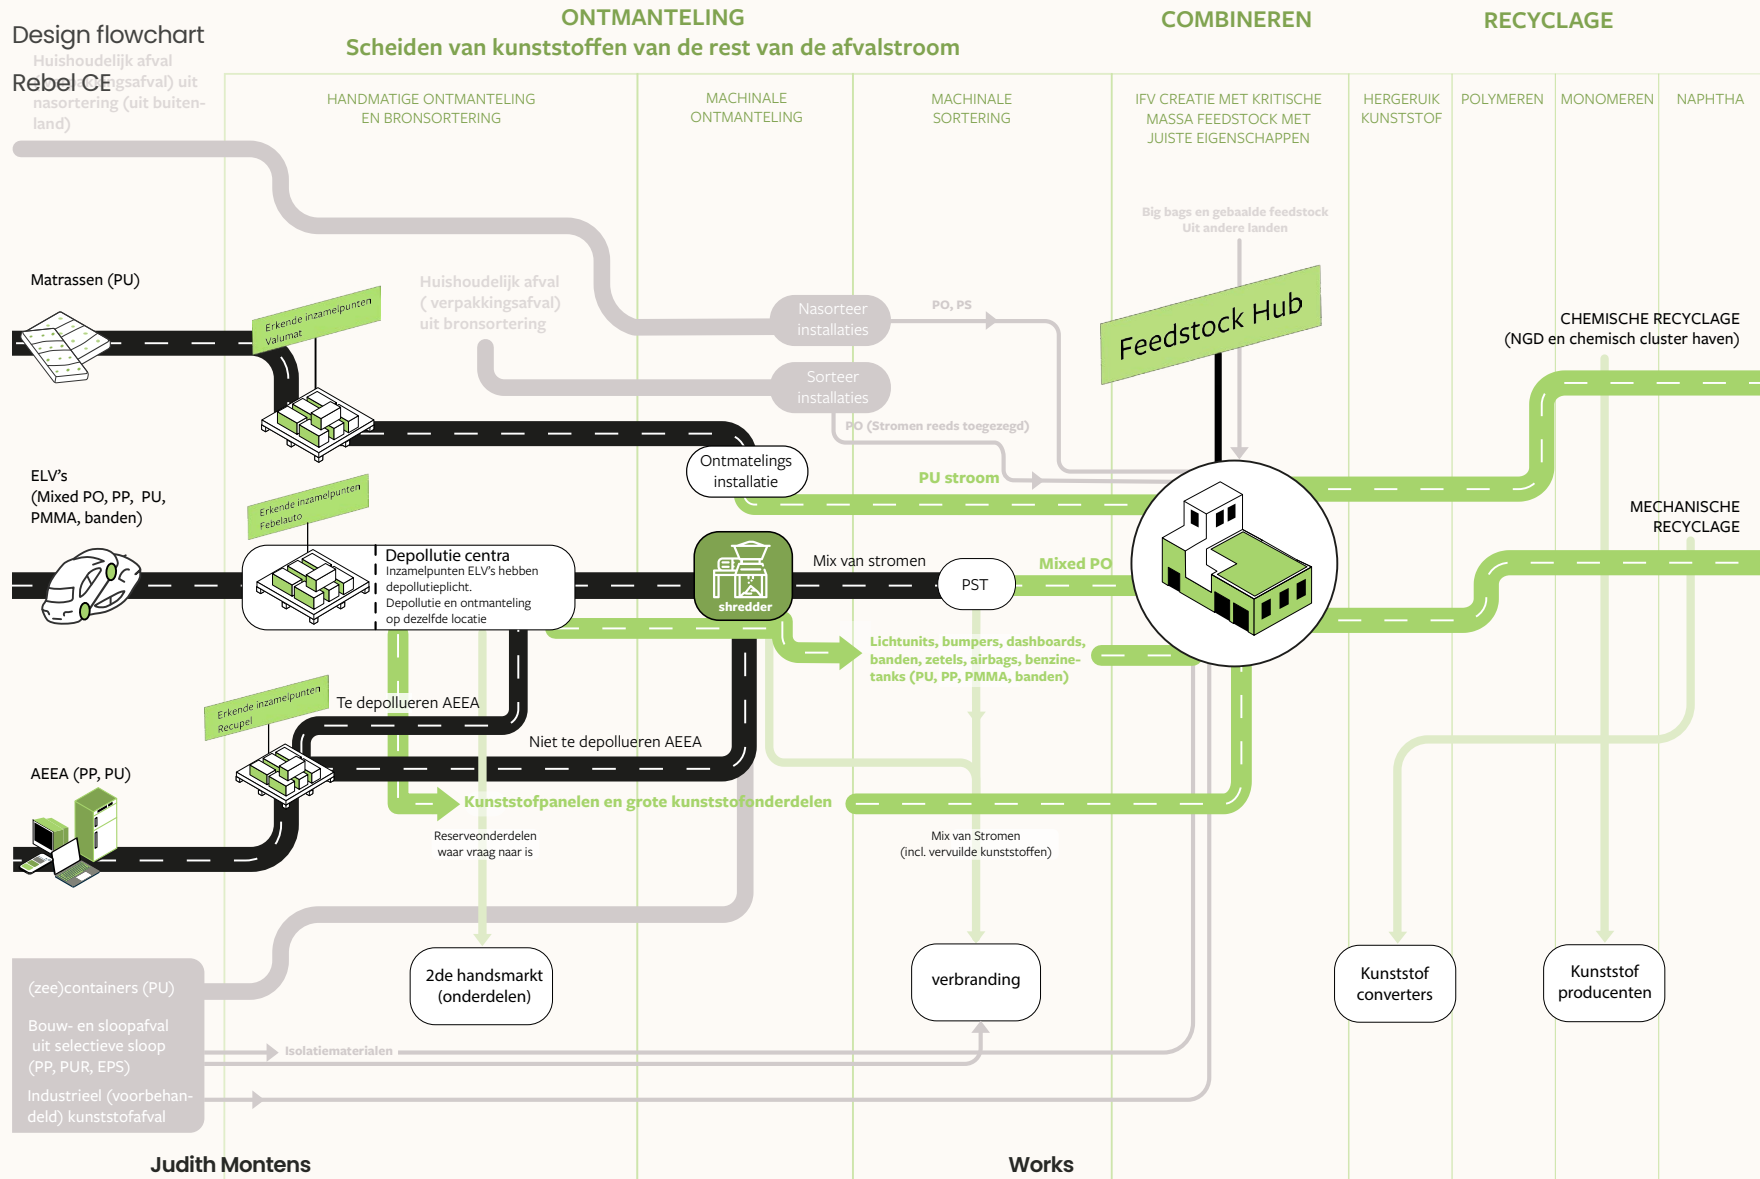 Design flowchart
Rebel CE
Huishoudelijk afval
(verpakkingsafval) uit
nasortering (uit buiten-
land)
ONTMANTELING
Scheiden van kunststoffen van de rest van de afvalstroom
COMBINEREN
RECYCLAGE
HANDMATIGE ONTMANTELING
EN BRONSORTERING
MACHINALE
ONTMANTELING
MACHINALE
SORTERING
IFV CREATIE MET KRITISCHE
MASSA FEEDSTOCK MET
JUISTE EIGENSCHAPPEN
HERGERUIK
KUNSTSTOF
POLYMEREN
MONOMEREN
NAPHTHA
Big bags en gebaalde feedstock
Uit andere landen
Matrassen (PU)
Erkende inzamelpunten
Valumat
Huishoudelijk afval
( verpakkingsafval)
uit bronsortering
Nasorteer
installaties
PO, PS
Sorteer
installaties
PO (Stromen reeds toegezegd)
Feedstock Hub
CHEMISCHE RECYCLAGE
(NGD en chemisch cluster haven)
Ontmatelings
installatie
PU stroom
ELV's
(Mixed PO, PP, PU,
PMMA, banden)
Erkende inzamelpunten
Febelauto
MECHANISCHE
RECYCLAGE
Depollutie centra
Inzamelpunten ELV's hebben
depollutieplicht.
Depollutie en ontmanteling
op dezelfde locatie
shredder
Mix van stromen
PST
Mixed PO
Lichtunits, bumpers, dashboards,
banden, zetels, airbags, benzine-
tanks (PU, PP, PMMA, banden)
Erkende inzamelpunten
Recupel
Te depollueren AEEA
Niet te depollueren AEEA
AEEA (PP, PU)
Kunststofpanelen en grote kunststofonderdelen
Reserveonderdelen
waar vraag naar is
Mix van Stromen
(incl. vervuilde kunststoffen)
2de handsmarkt
(onderdelen)
verbranding
Kunststof
converters
Kunststof
producenten
(zee)containers (PU)
Bouw- en sloopafval
uit selectieve sloop
(PP, PUR, EPS)
Isolatiematerialen
Industrieel (voorbehan-
deld) kunststofafval
Judith Montens
Works